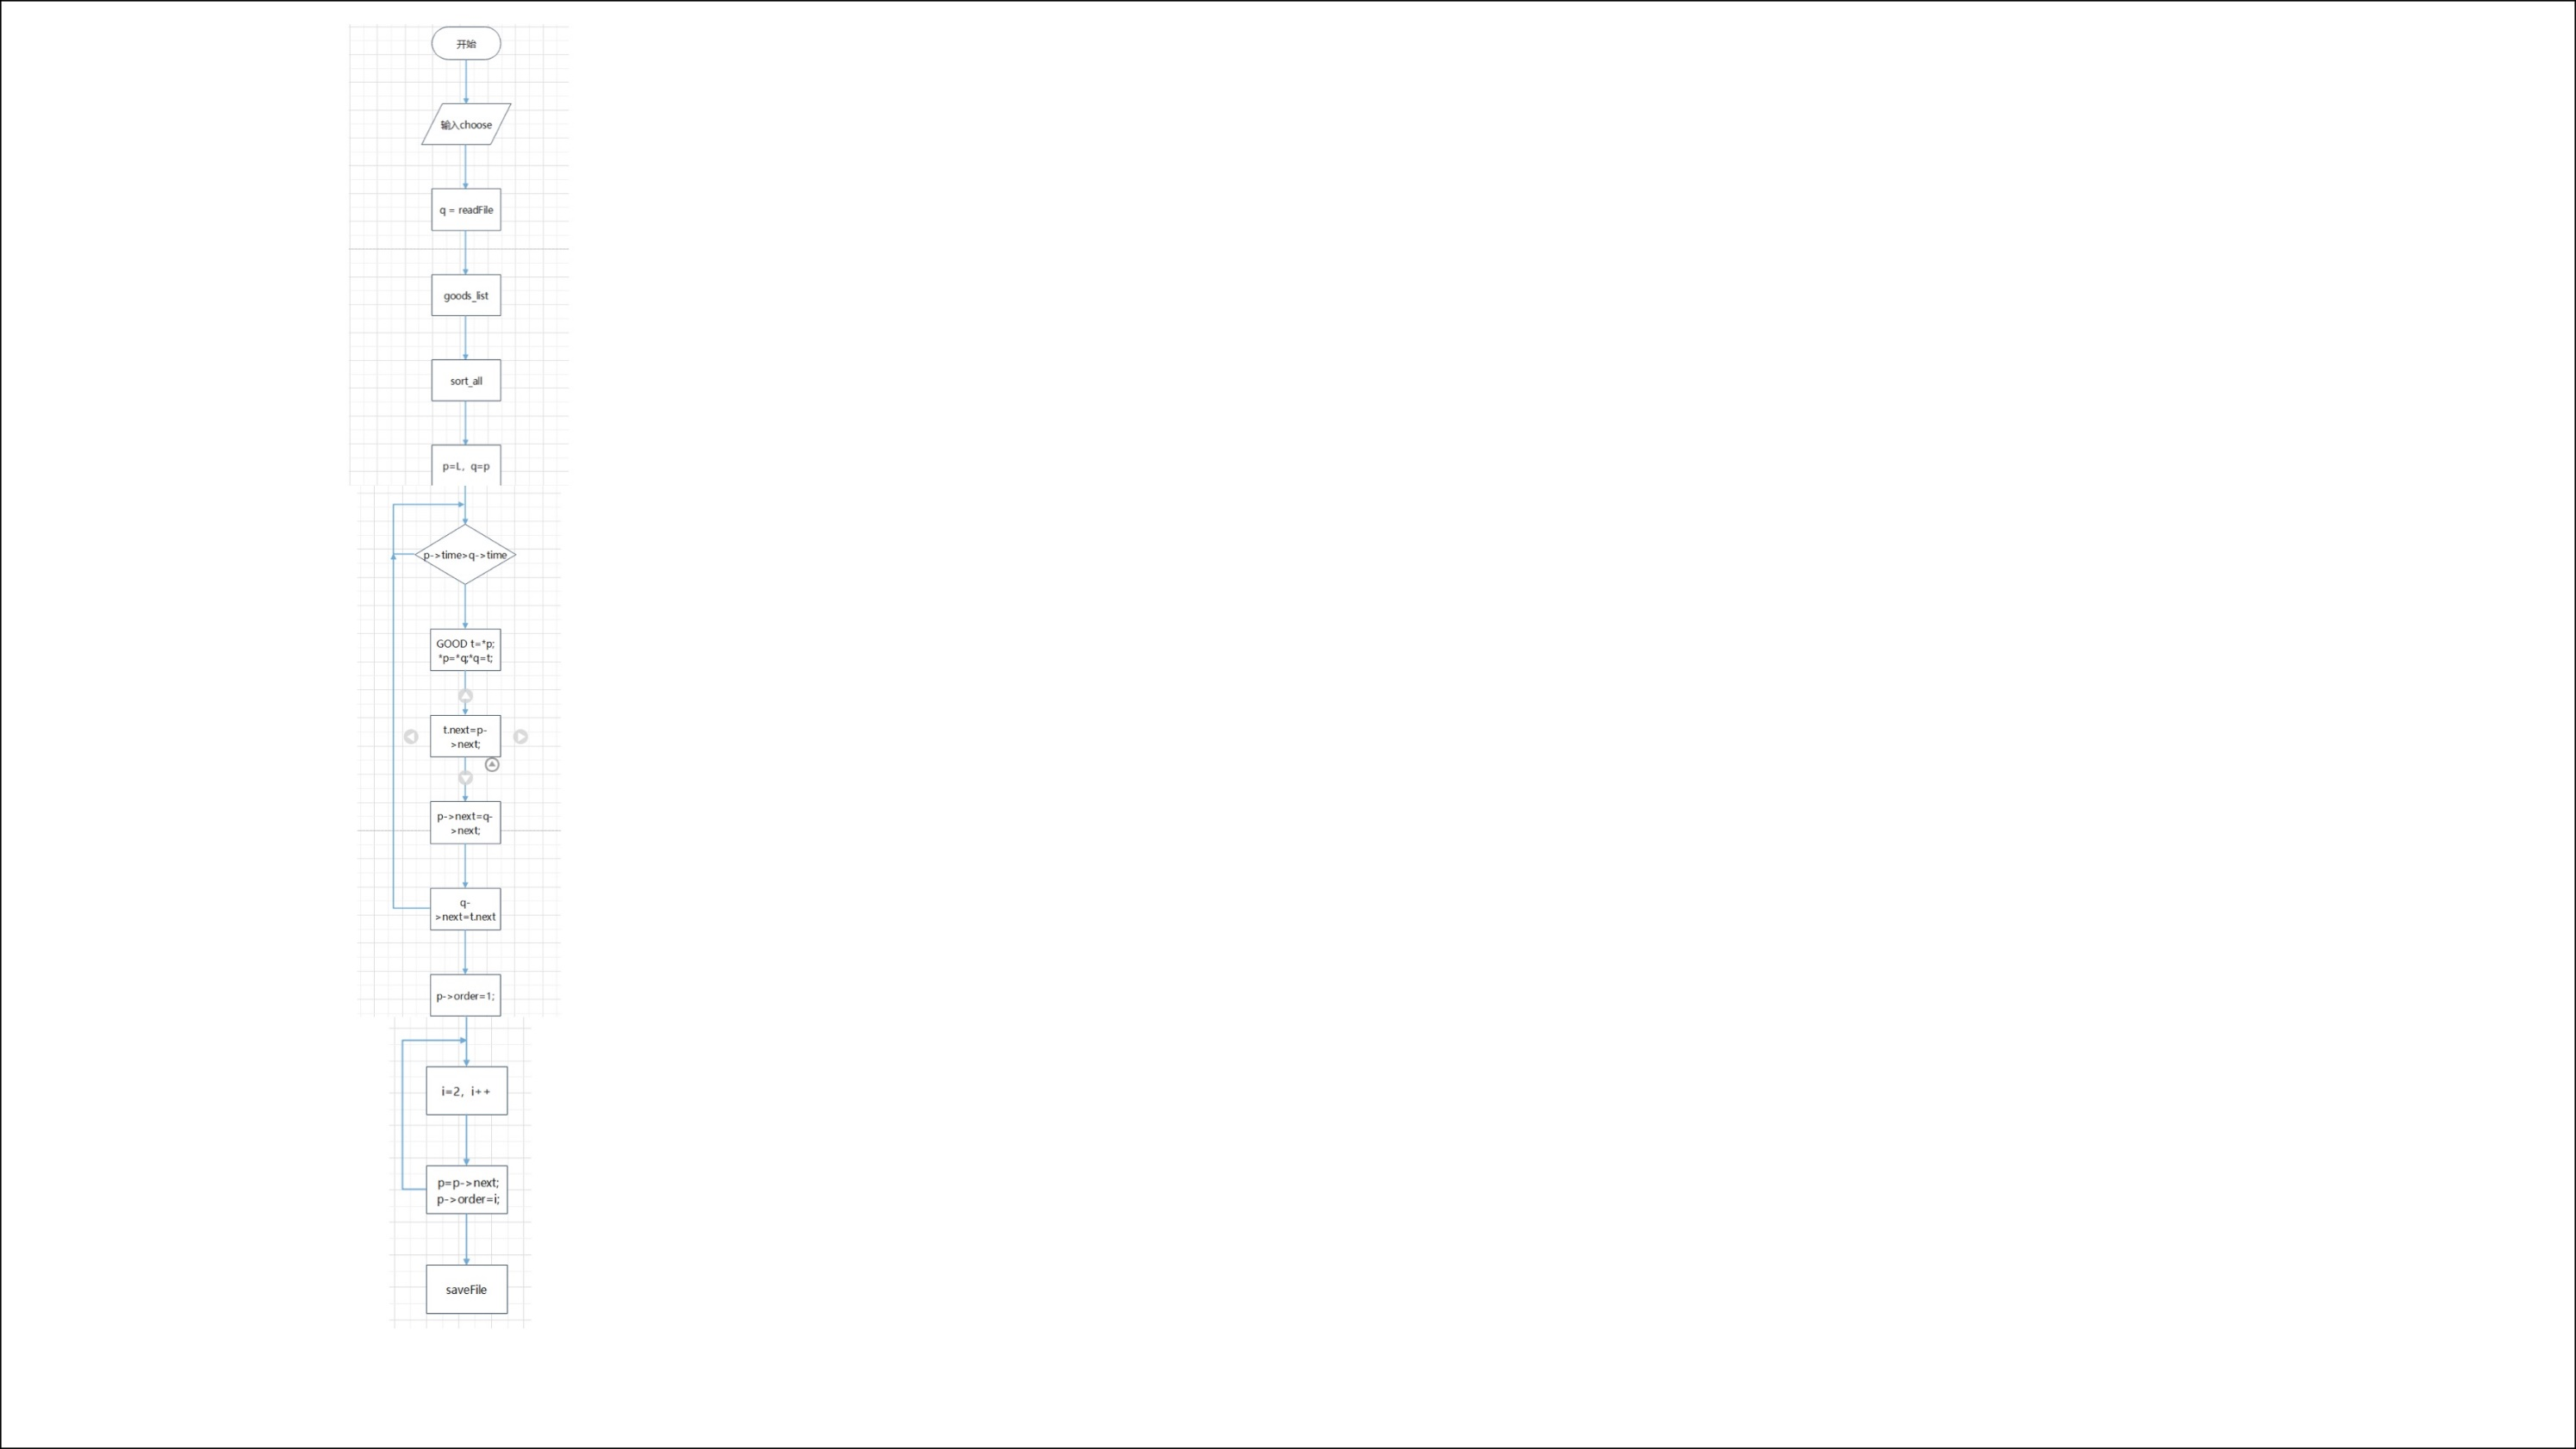 开始
输入choose
q = readFile
goods_list
sort_all
p=L，q=p
p->time>q->time
GOOD t=*p;
*p=*q;*q=t;
t.next=p-
>next;
p->next=q-
>next;
q-
>next=t.next
p->order=1;
i=2，i++
p=p->next;
p->order=i;
saveFile